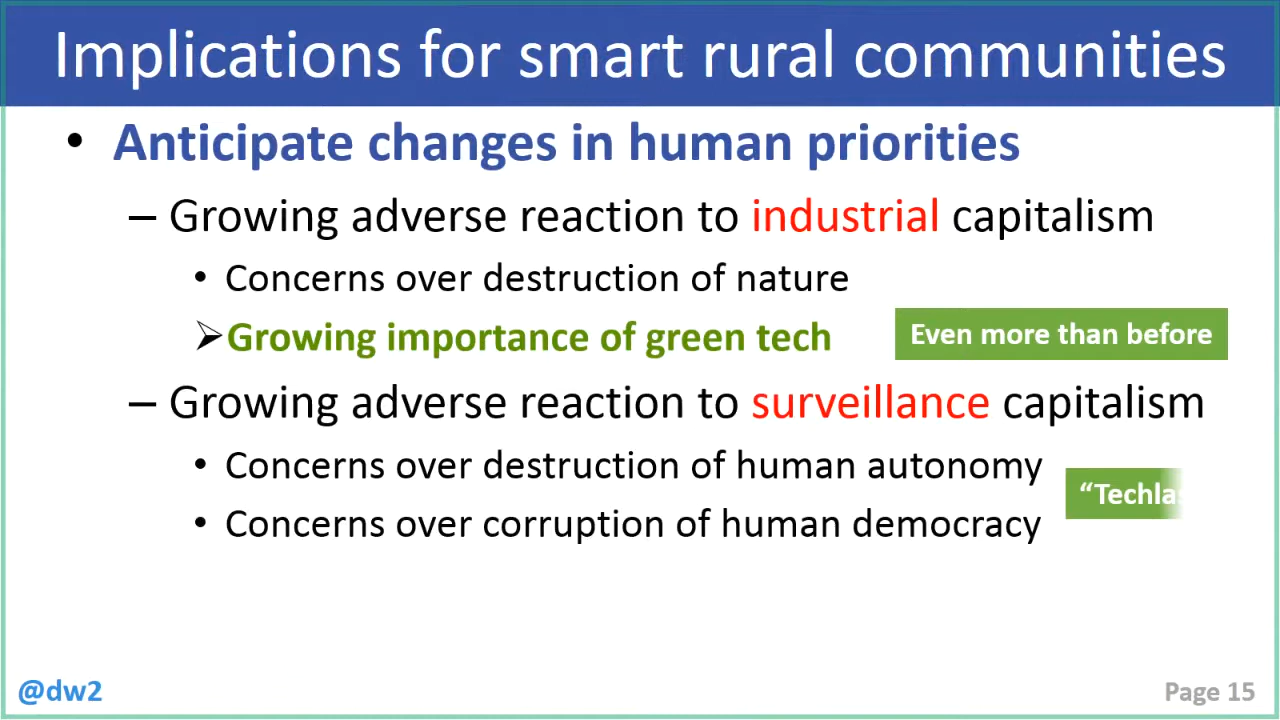 Implications for smart rural communities
• Anticipate changes in human priorities
– Growing adverse reaction to industrial capitalism
• Concerns over destruction of nature
➢ Growing importance of green tech
Even more than before
– Growing adverse reaction to surveillance capitalism
• Concerns over destruction of human autonomy
• Concerns over corruption of human democracy
@dw2
Page 15